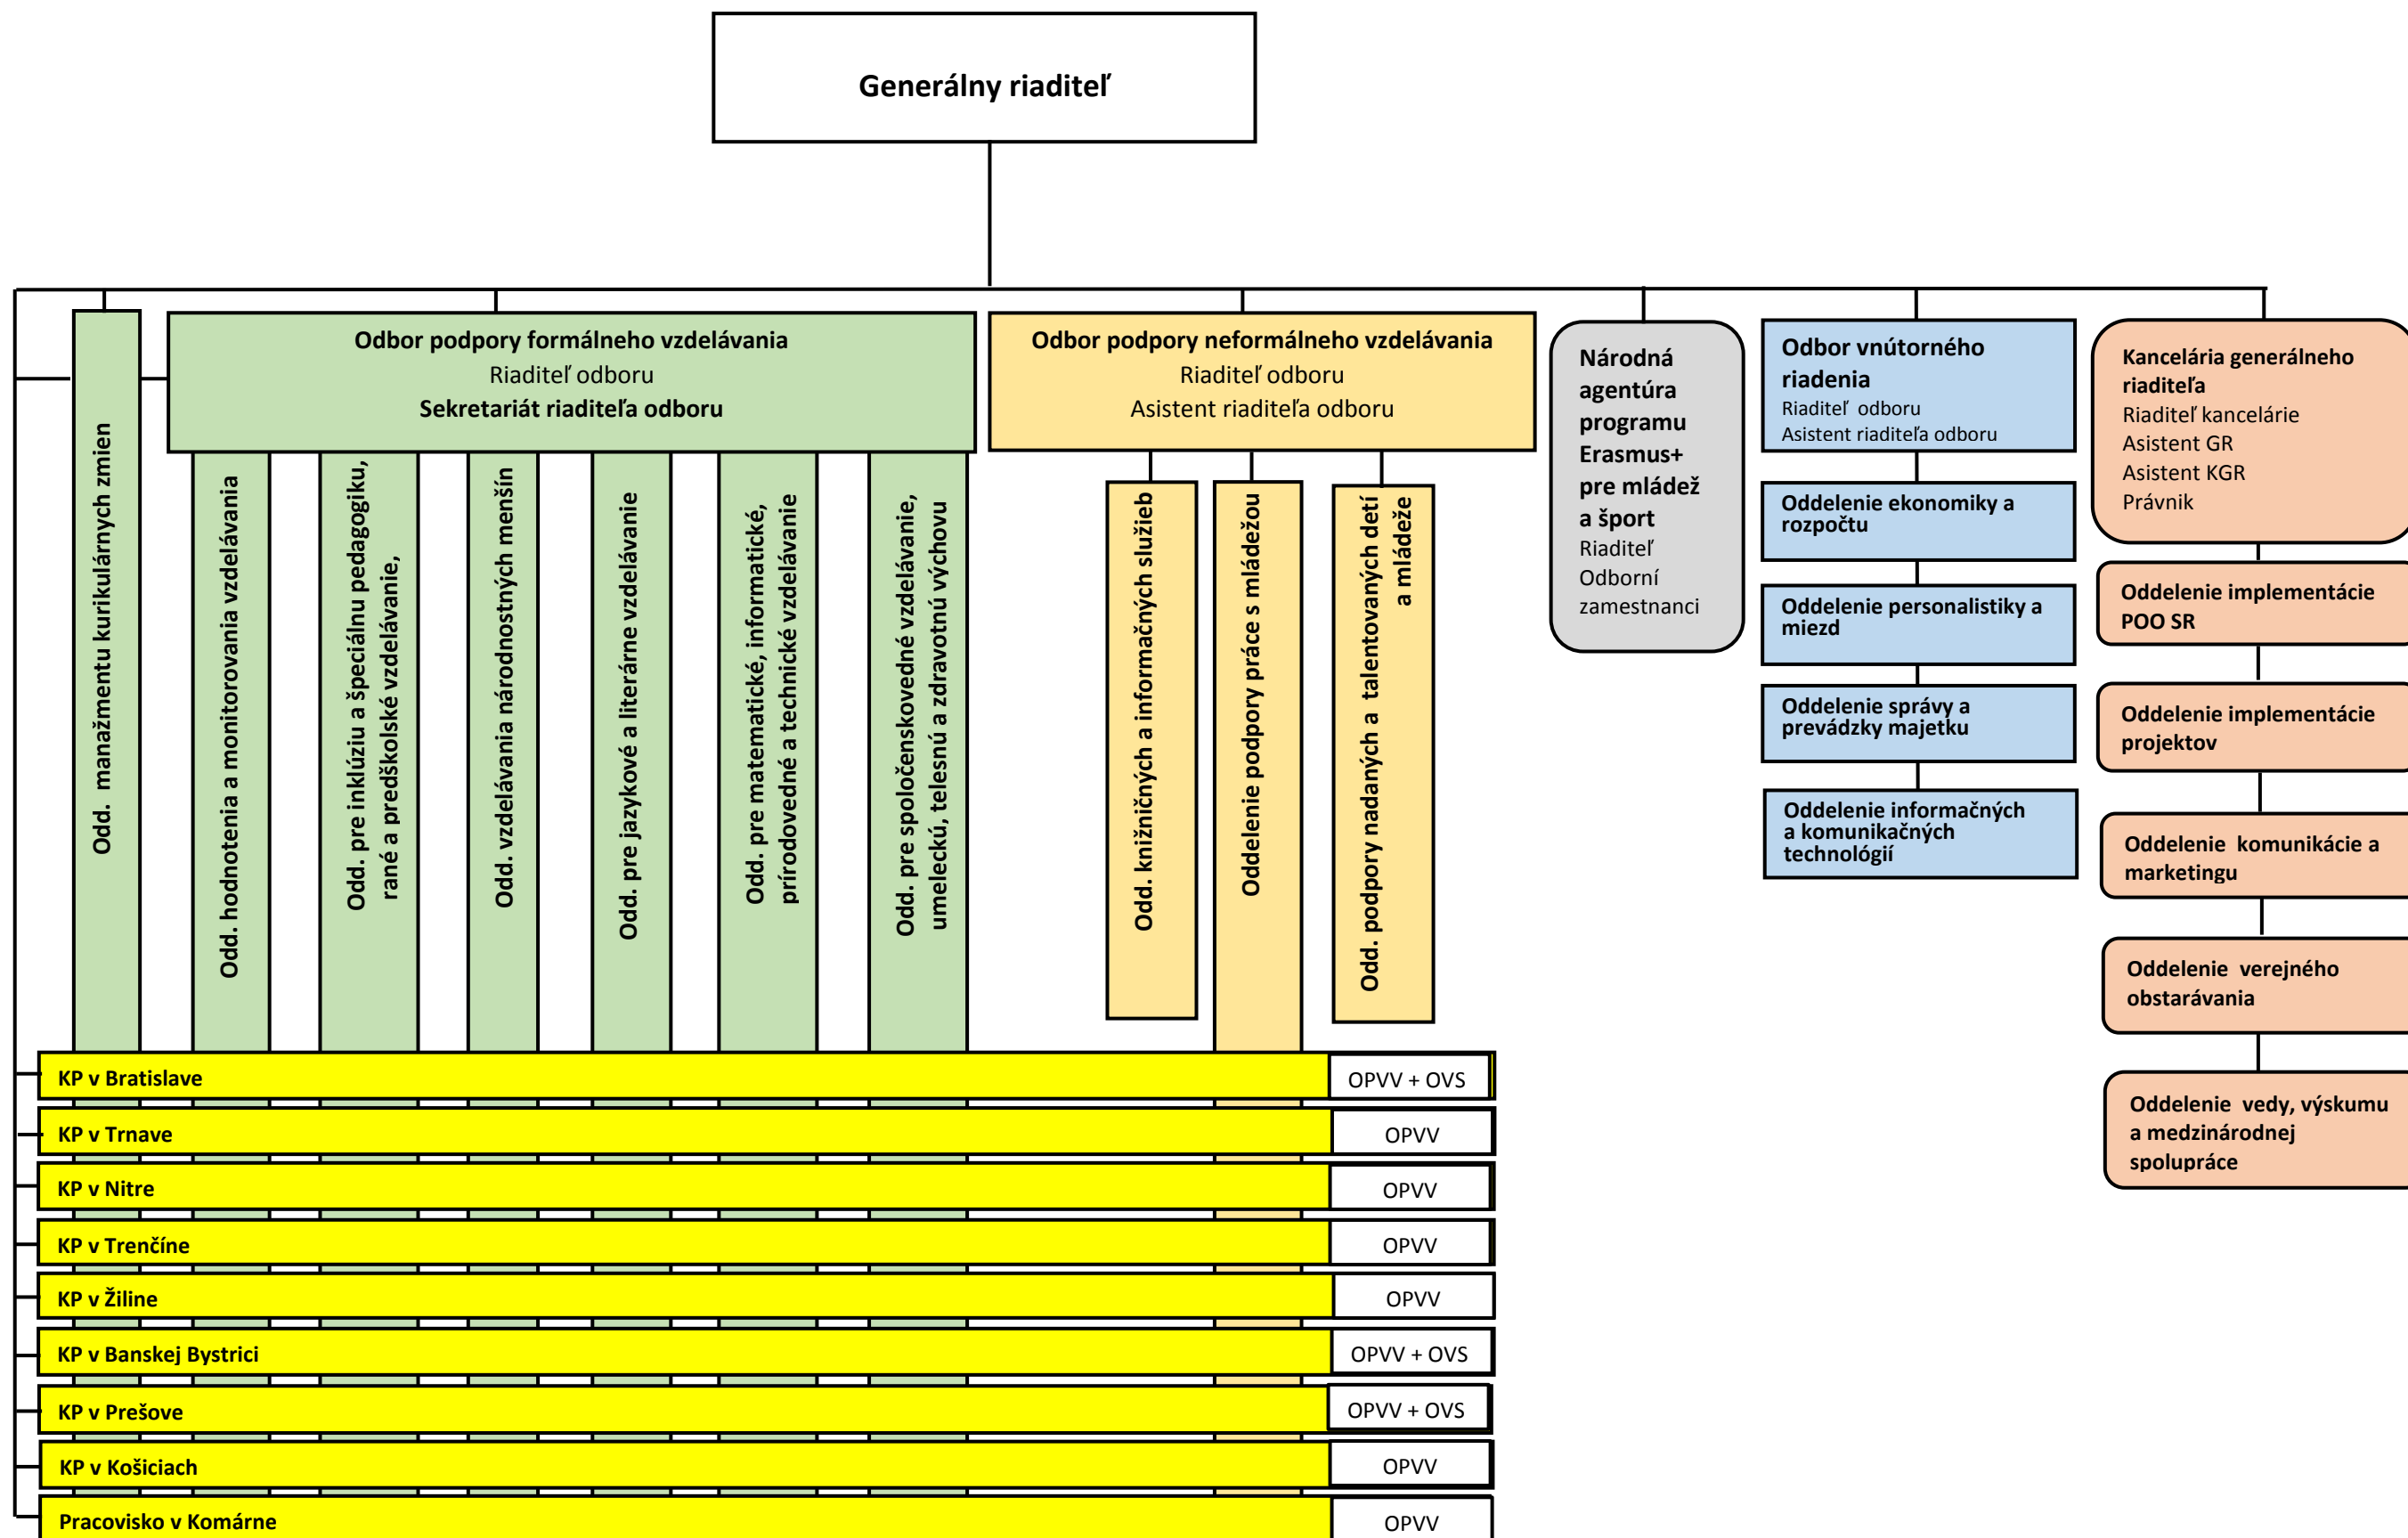 Generálny riaditeľ
Odd.  manažmentu kurikulárnych zmien
Odbor podpory formálneho vzdelávania
Riaditeľ odboru
Sekretariát riaditeľa odboru
Odd. hodnotenia a monitorovania vzdelávania
Odd. pre inklúziu a špeciálnu pedagogiku,
rané a predškolské vzdelávanie,
Odd. vzdelávania národnostných menšín
Odd. pre jazykové a literárne vzdelávanie
Odd. pre matematické, informatické,
prírodovedné a technické vzdelávanie
Odd. pre spoločenskovedné vzdelávanie,
umeleckú, telesnú a zdravotnú výchovu
Odbor podpory neformálneho vzdelávania
Riaditeľ odboru
Asistent riaditeľa odboru
Odd. knižničných a informačných služieb
Oddelenie podpory práce s mládežou
Odd. podpory nadaných a  talentovaných detí
a mládeže
Národná
agentúra
programu
Erasmus+
pre mládež
a šport
Riaditeľ
Odborní
zamestnanci
Odbor vnútorného
riadenia
Riaditeľ  odboru
Asistent riaditeľa odboru
Oddelenie ekonomiky a
rozpočtu
Oddelenie personalistiky a
miezd
Oddelenie správy a
prevádzky majetku
Oddelenie informačných
a komunikačných
technológií
Kancelária generálneho
riaditeľa
Riaditeľ kancelárie
Asistent GR
Asistent KGR
Právnik
Oddelenie implementácie
POO SR
Oddelenie implementácie
projektov
Oddelenie  komunikácie a
marketingu
Oddelenie  verejného
obstarávania
Oddelenie  vedy, výskumu
a medzinárodnej
spolupráce
KP v Bratislave
OPVV + OVS
KP v Trnave
OPVV
KP v Nitre
OPVV
KP v Trenčíne
OPVV
KP v Žiline
OPVV
KP v Banskej Bystrici
OPVV + OVS
KP v Prešove
OPVV + OVS
KP v Košiciach
OPVV
Pracovisko v Komárne
OPVV